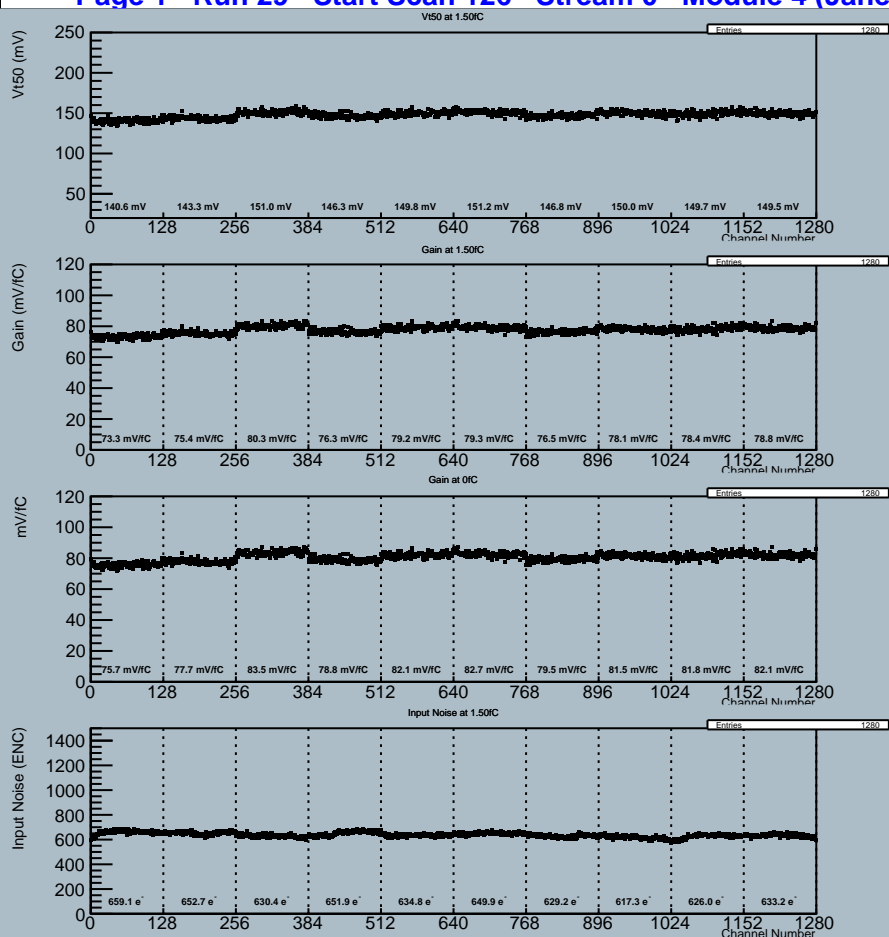 Page 1 Run 29 Start Scan 126 Stream 0 Module 4
Vt50 at 1.50fC
Entries 1280
Vt50 (mV)
250
200
150
100
50
140.6 mV 143.3 mV 151.0 mV 146.3 mV 149.8 mV 151.2 mV 146.8 mV 150.0 mV 149.7 mV 149.5 mV
0 128 256 384 512 640 768 896 1024 1152 1280
Channel Number
Gain at 1.50fC
Entries 1280
Gain (mV/fC)
120
100
80
60
40
20
0
73.3 mV/fC 75.4 mV/fC 80.3 mV/fC 76.3 mV/fC 79.2 mV/fC 79.3 mV/fC 76.5 mV/fC 78.1 mV/fC 78.4 mV/fC 78.8 mV/fC
0 128 256 384 512 640 768 896 1024 1152 1280
Channel Number
Gain at 0fC
Entries 1280
mV/fC
120
100
80
60
40
20
0
75.7 mV/fC 77.7 mV/fC 83.5 mV/fC 78.8 mV/fC 82.1 mV/fC 82.7 mV/fC 79.5 mV/fC 81.5 mV/fC 81.8 mV/fC 82.1 mV/fC
0 128 256 384 512 640 768 896 1024 1152 1280
Channel Number
Input Noise at 1.50fC
Entries 1280
Input Noise (ENC)
1400
1200
1000
800
600
400
200
0
659.1 e⁻ 652.7 e⁻ 630.4 e⁻ 651.9 e⁻ 634.8 e⁻ 649.9 e⁻ 629.2 e⁻ 617.3 e⁻ 626.0 e⁻ 633.2 e⁻
0 128 256 384 512 640 768 896 1024 1152 1280
Channel Number